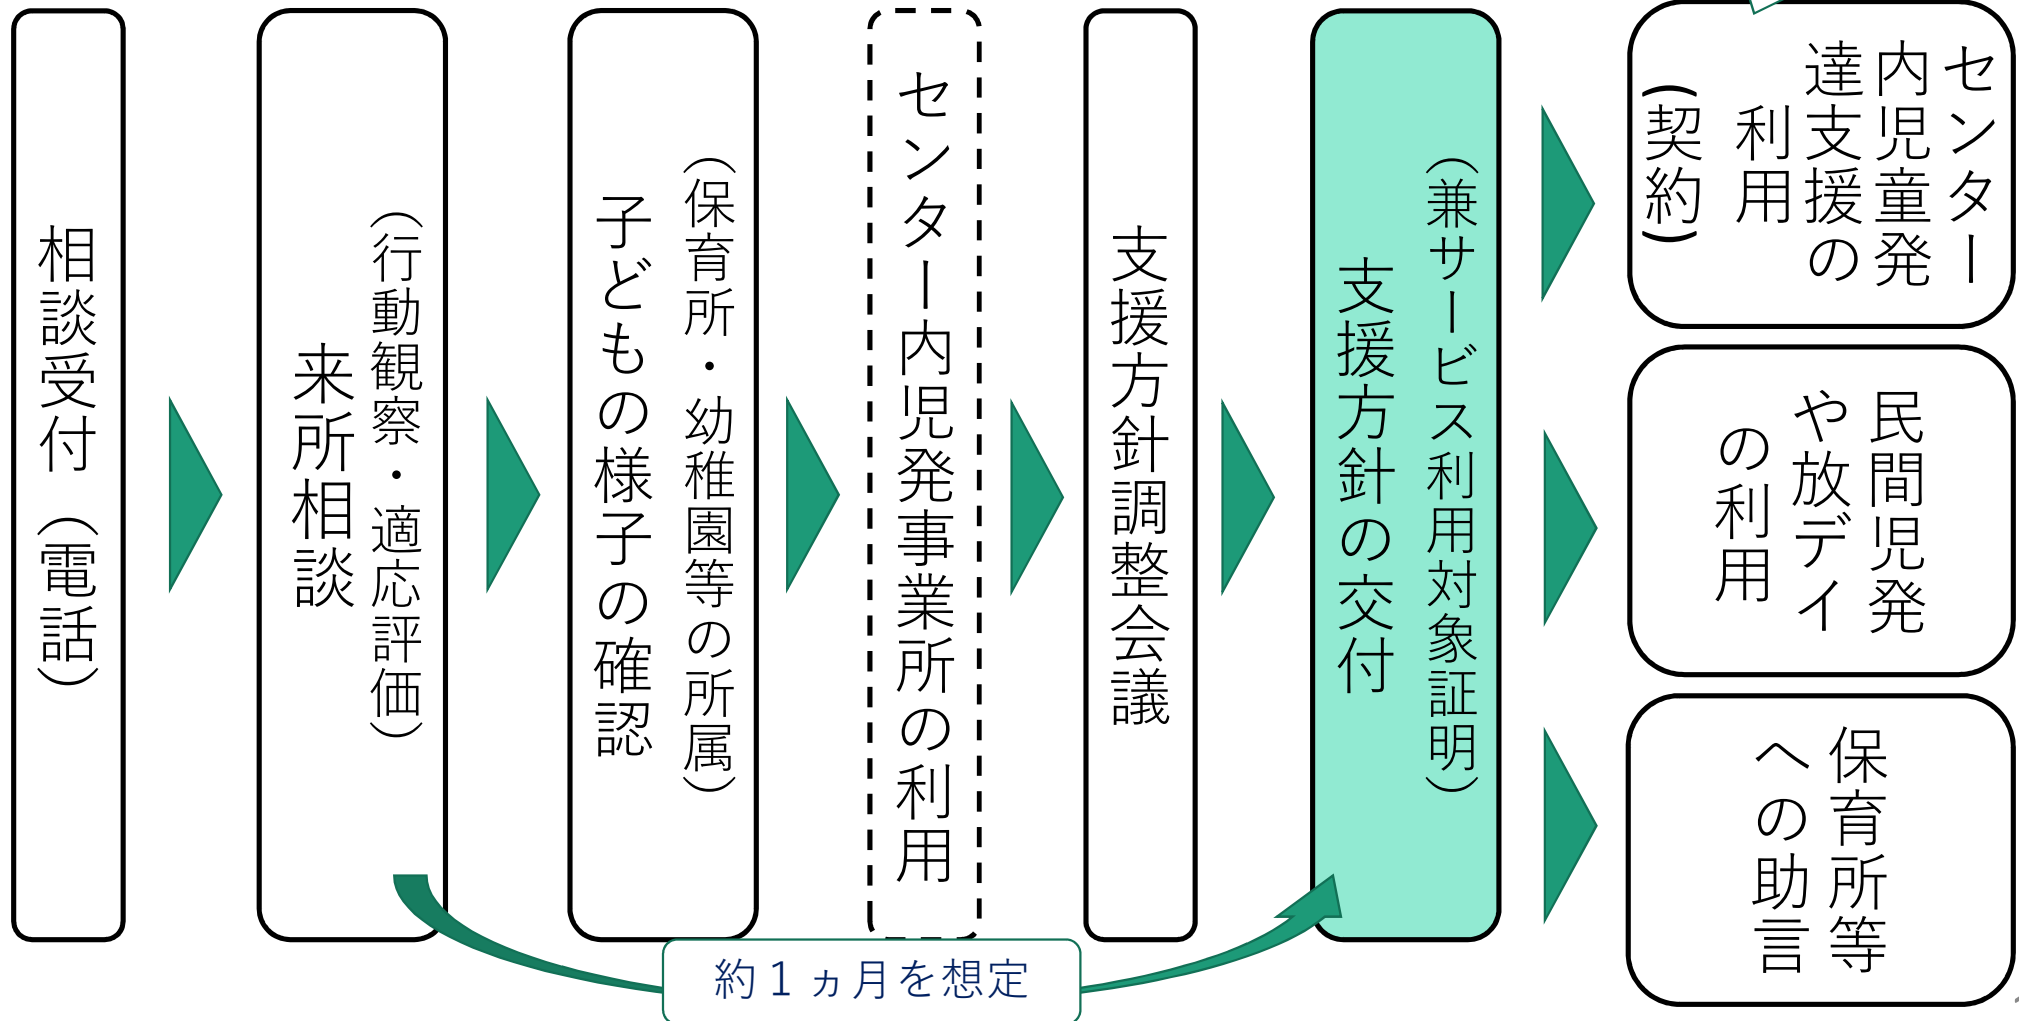 相談受付（電話）
来所相談
（行動観察・適応評価）
子どもの様子の確認
（保育所・幼稚園等の所属）
センター内児発事業所の利用
支援方針調整会議
支援方針の交付
（兼サービス利用対象証明）
センター
内児童発
達支援の
利用
(契約)
民間児発
や放デイ
の利用
保育所等
への助言
約１ヵ月を想定